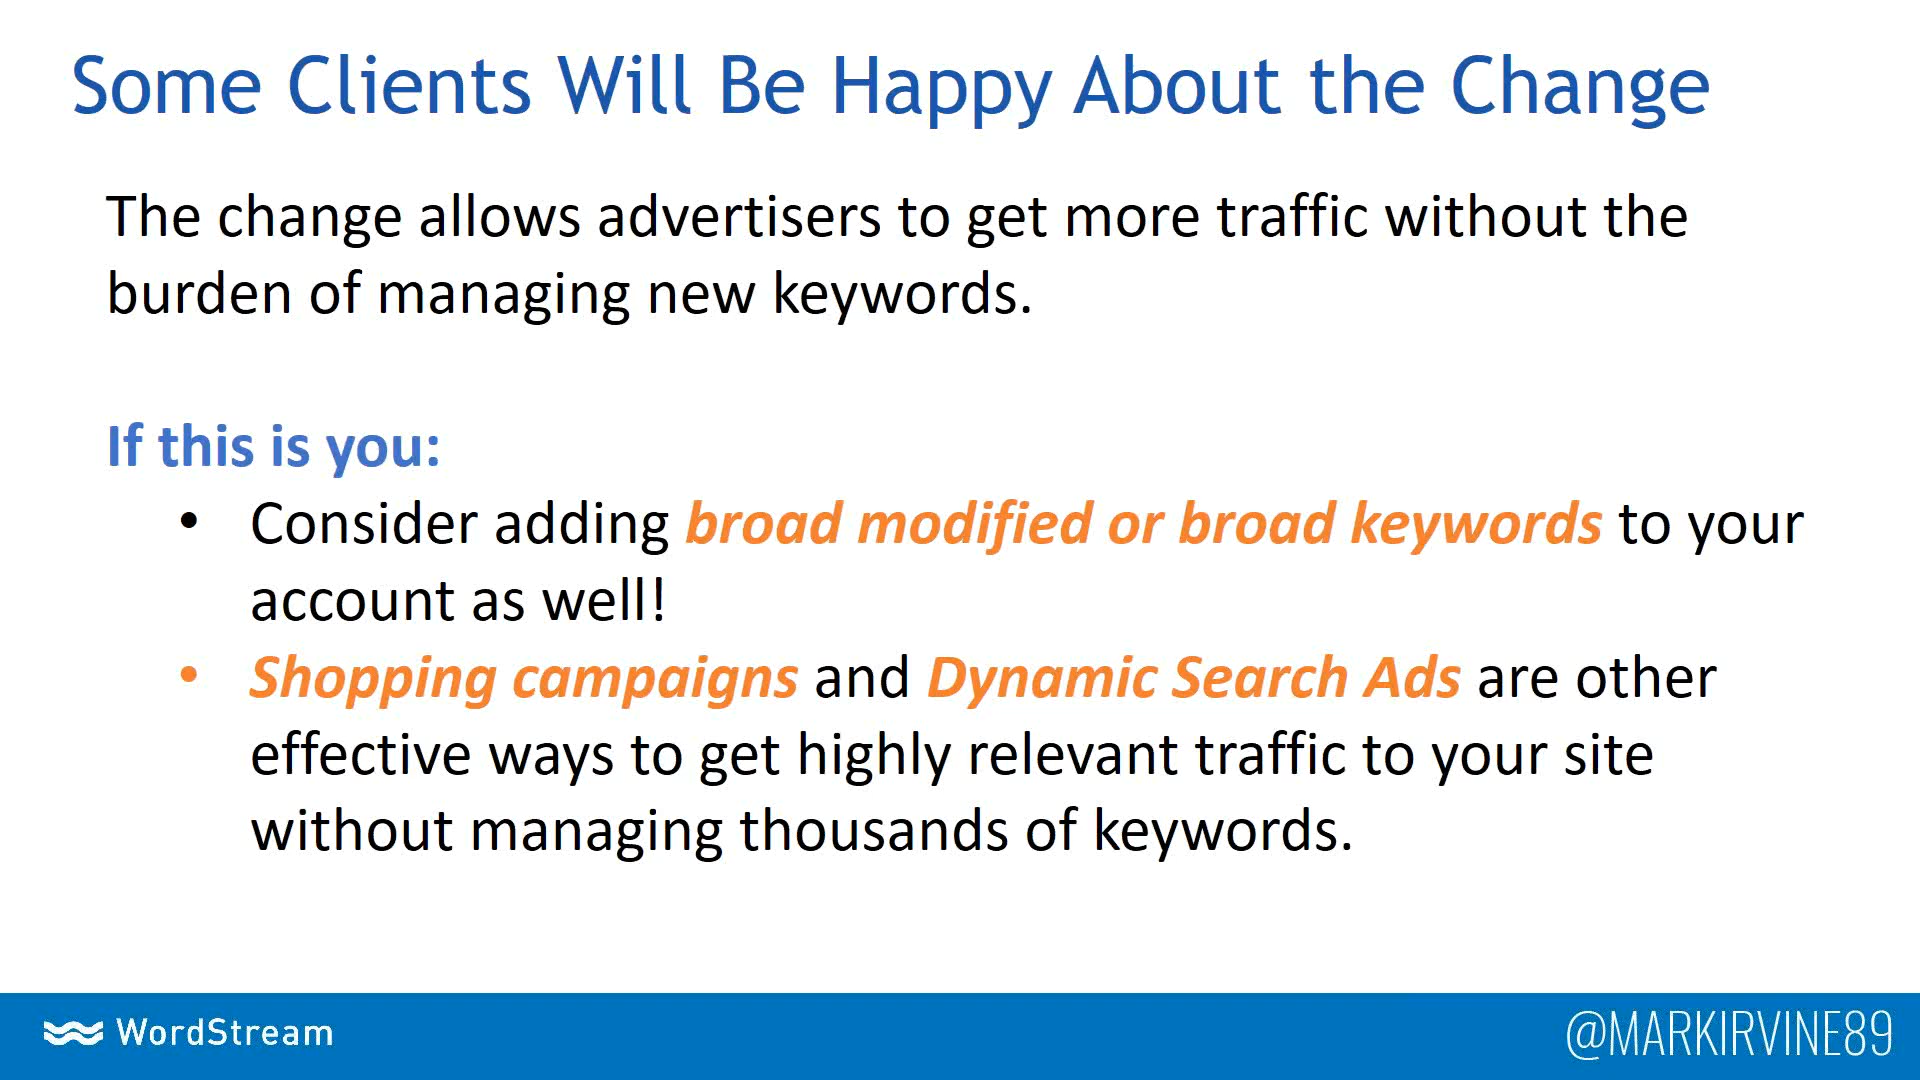 Some Clients Will Be Happy About the Change
The change allows advertisers to get more traffic without the
burden of managing new keywords.
If this is you:
• Consider adding broad modified or broad keywords to your
account as well!
• Shopping campaigns and Dynamic Search Ads are other
effective ways to get highly relevant traffic to your site
without managing thousands of keywords.
WordStream
@MARKIRVINE89